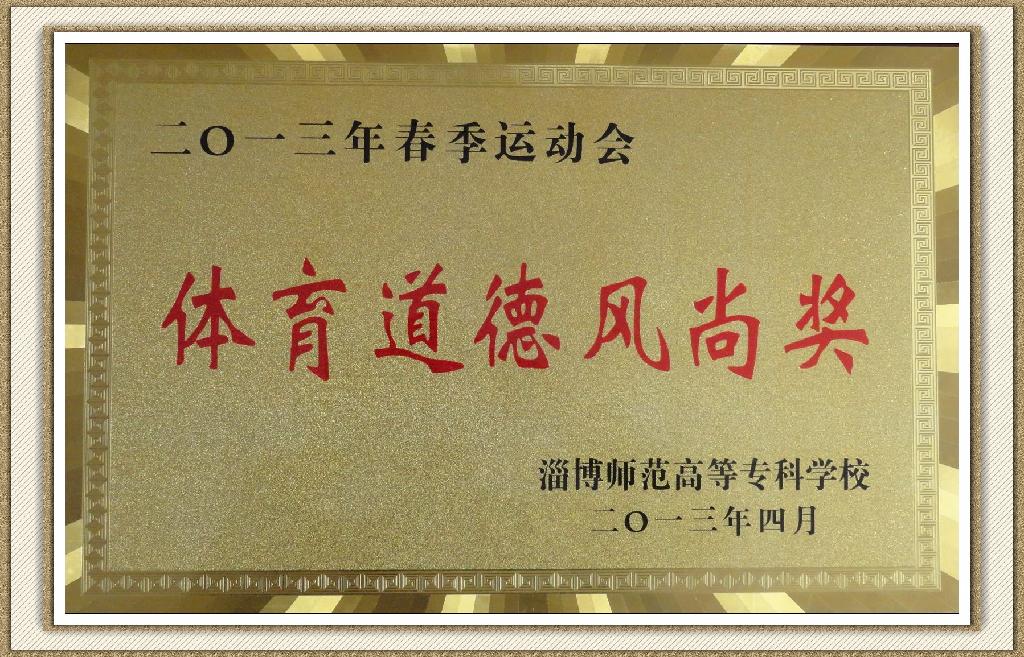 二〇一三年春季运动会
体育道德风尚奖
淄博师范高等专科学校
二〇一三年四月